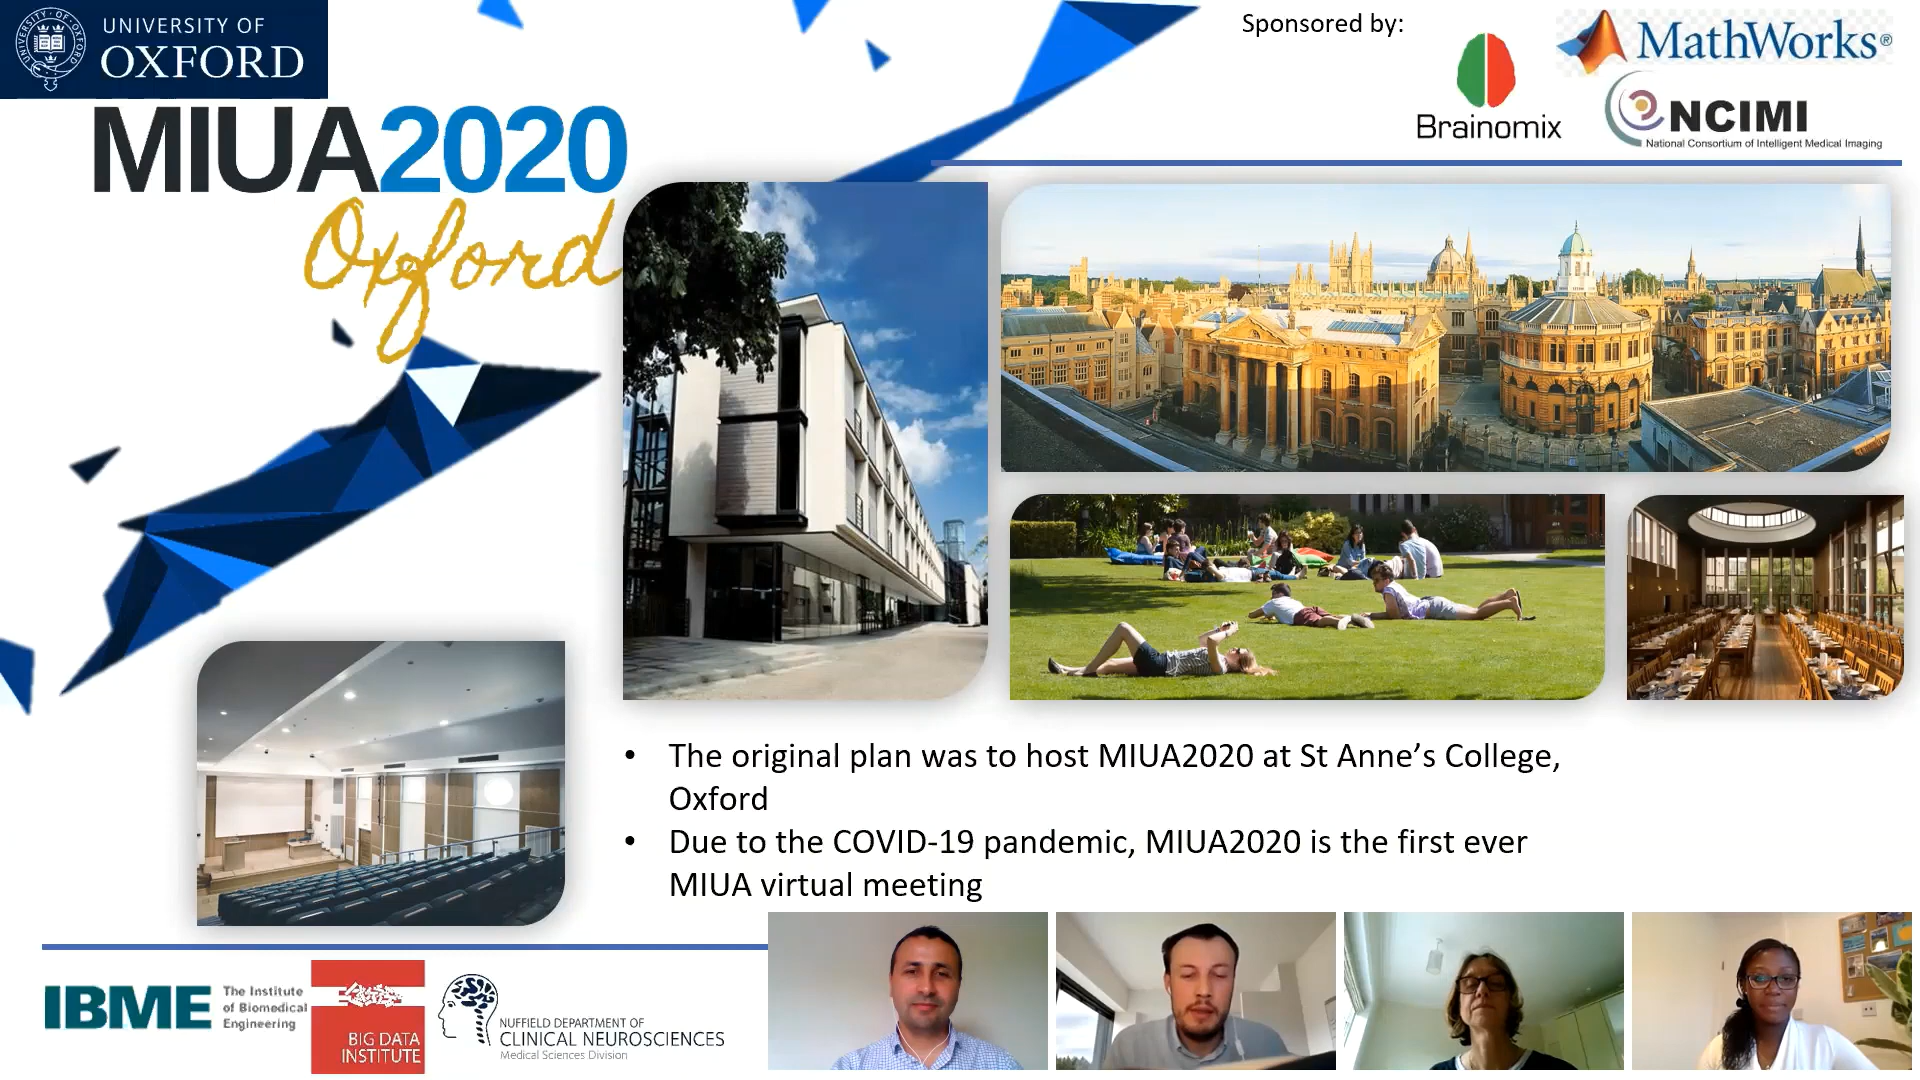 UNIVERSITY OF
OXFORD
MIUA2020
Oxford
Sponsored by:
MathWorks®
Brainomix
NCIMI
National Consortium of Intelligent Medical Imaging
• The original plan was to host MIUA2020 at St Anne’s College,
Oxford
• Due to the COVID-19 pandemic, MIUA2020 is the first ever
MIUA virtual meeting
IBME
The Institute
of Biomedical
Engineering
BIG DATA
INSTITUTE
NUFFIELD DEPARTMENT OF
CLINICAL NEUROSCIENCES
Medical Sciences Division